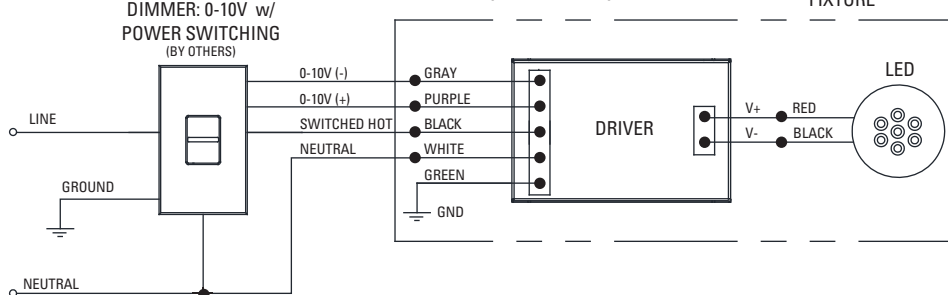 DIMMER: 0-10V w/
POWER SWITCHING
(BY OTHERS)
FIXTURE
LINE
GROUND
NEUTRAL
0-10V (-)
0-10V (+)
SWITCHED HOT
NEUTRAL
GRAY
PURPLE
BLACK
WHITE
GREEN
GND
DRIVER
V+
V-
RED
BLACK
LED